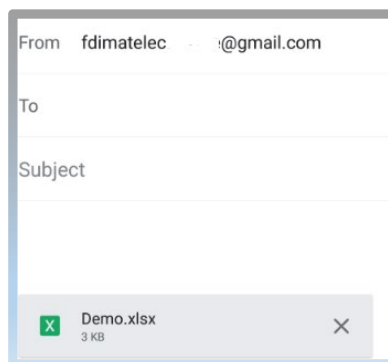 From fdimatelec @gmail.com
To
Subject
X Demo.xlsx
3 KB